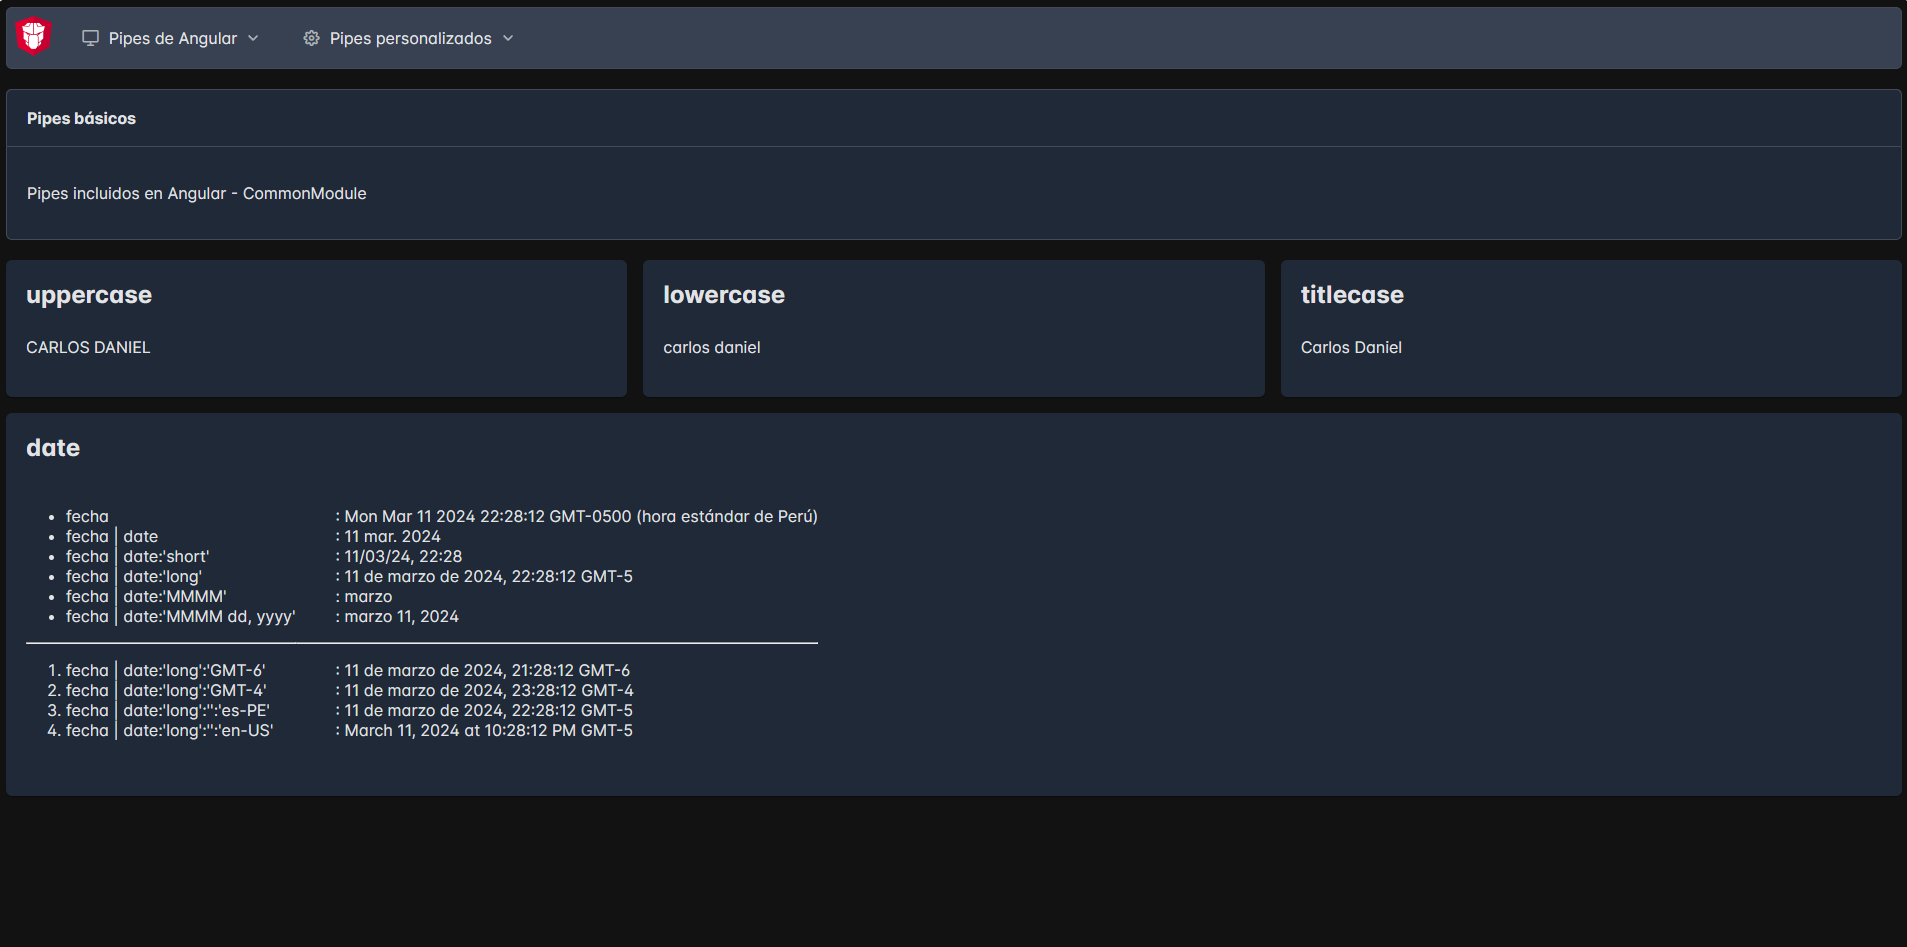 Pipes de Angular Pipes personalizados
Pipes básicos
Pipes incluidos en Angular - CommonModule
uppercase
CARLOS DANIEL
lowercase
carlos daniel
titlecase
Carlos Daniel
date
• fecha : Mon Mar 11 2024 22:28:12 GMT-0500 (hora estándar de Perú)
• fecha | date : 11 mar. 2024
• fecha | date:'short' : 11/03/24, 22:28
• fecha | date:'long' : 11 de marzo de 2024, 22:28:12 GMT-5
• fecha | date:'MMMM' : marzo
• fecha | date:'MMMM dd, yyyy' : marzo 11, 2024
1. fecha | date:'long':'GMT-6' : 11 de marzo de 2024, 21:28:12 GMT-6
2. fecha | date:'long':'GMT-4' : 11 de marzo de 2024, 23:28:12 GMT-4
3. fecha | date:'long':'':'es-PE' : 11 de marzo de 2024, 22:28:12 GMT-5
4. fecha | date:'long':'':'en-US' : March 11, 2024 at 10:28:12 PM GMT-5